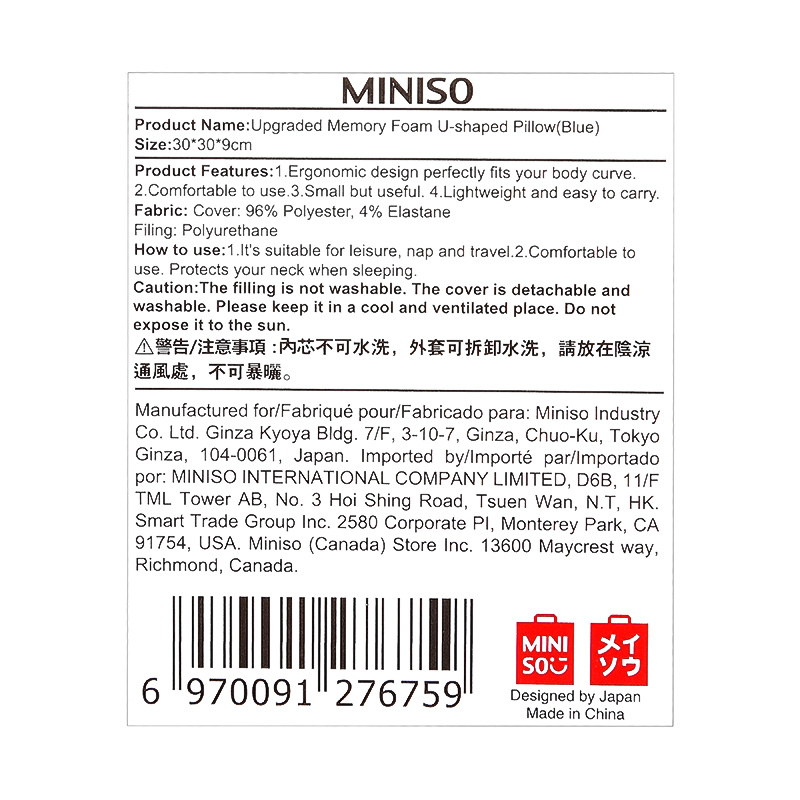 MINISO
Product Name:Upgraded Memory Foam U-shaped Pillow(Blue)
Size:30*30*9cm
Product Features:1.Ergonomic design perfectly fits your body curve.
2.Comfortable to use.3.Small but useful. 4.Lightweight and easy to carry.
Fabric: Cover: 96% Polyester, 4% Elastane
Filing: Polyurethane
How to use:1.It's suitable for leisure, nap and travel.2.Comfortable to
use. Protects your neck when sleeping.
Caution:The filling is not washable. The cover is detachable and
washable. Please keep it in a cool and ventilated place. Do not
expose it to the sun.
⚠警告/注意事項:內芯不可水洗，外套可拆卸水洗，請放在陰涼
通風處，不可暴曬。
Manufactured for/Fabriqué pour/Fabricado para: Miniso Industry
Co. Ltd. Ginza Kyoya Bldg. 7/F, 3-10-7, Ginza, Chuo-Ku, Tokyo
Ginza, 104-0061, Japan. Imported by/Importé par/Importado
por: MINISO INTERNATIONAL COMPANY LIMITED, D6B, 11/F
TML Tower AB, No. 3 Hoi Shing Road, Tsuen Wan, N.T, HK.
Smart Trade Group Inc. 2580 Corporate Pl, Monterey Park, CA
91754, USA. Miniso (Canada) Store Inc. 13600 Maycrest way,
Richmond, Canada.
6 970091 276759
MINI
SO
メイ
ソウ
Designed by Japan
Made in China